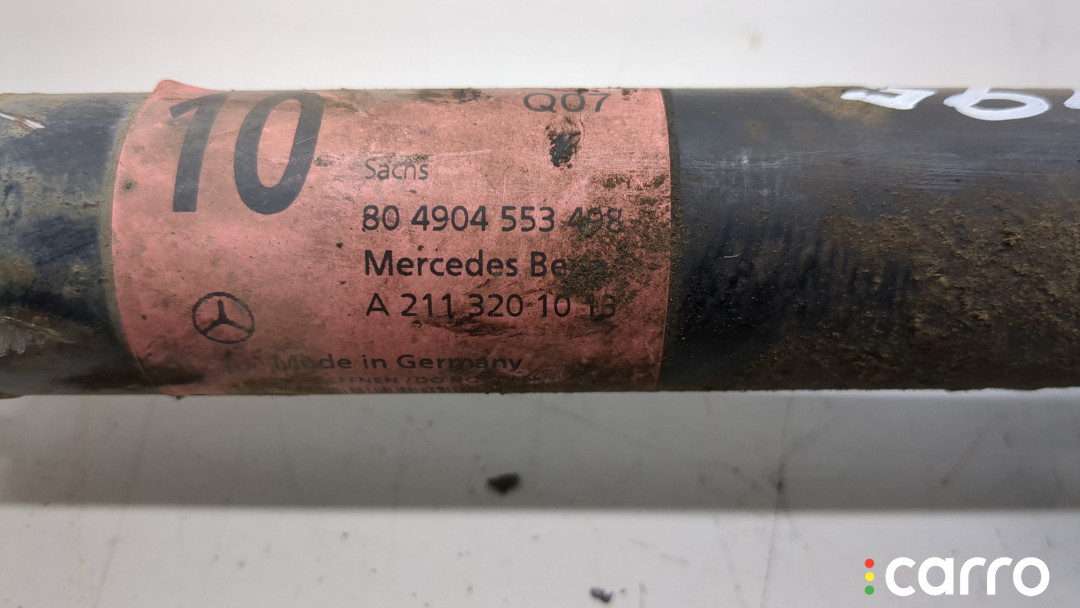 10
Q07
Sachs
80 4904 553 498
Mercedes Benz
A 211 320 10 13
Made in Germany
carro